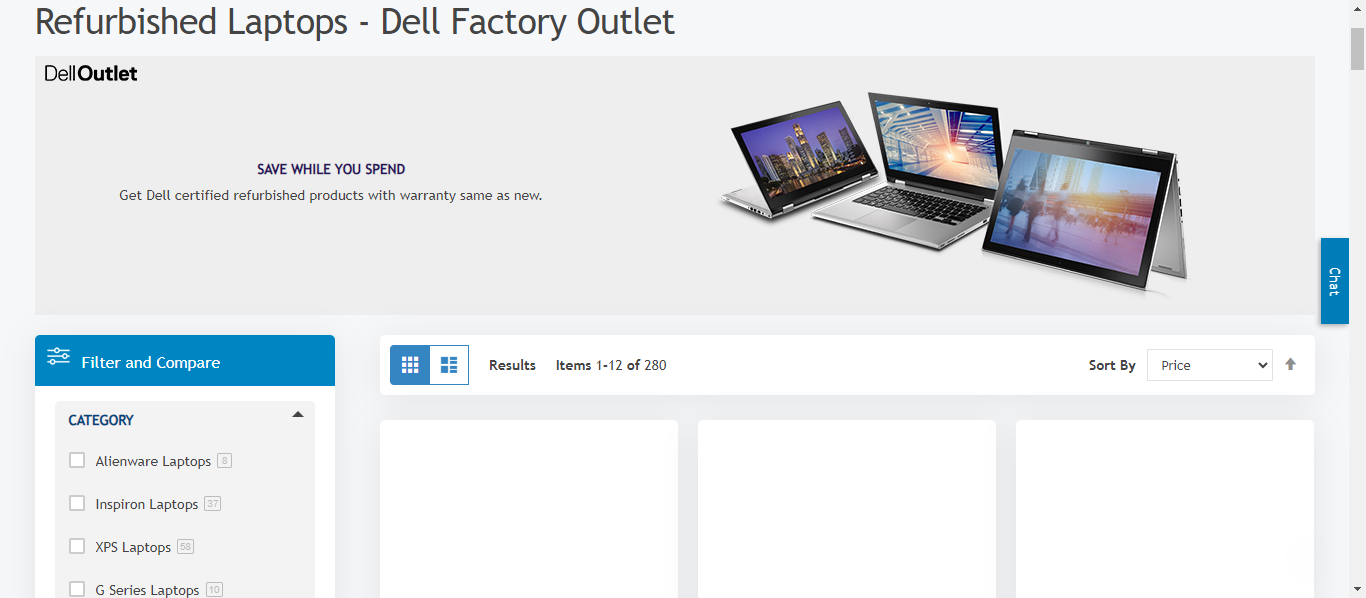 Refurbished Laptops - Dell Factory Outlet
DellOutlet
SAVE WHILE YOU SPEND
Get Dell certified refurbished products with warranty same as new.
Chat
Filter and Compare
Results Items 1-12 of 280 Sort By Price
CATEGORY
Alienware Laptops 8
Inspiron Laptops 37
XPS Laptops 58
G Series Laptops 10